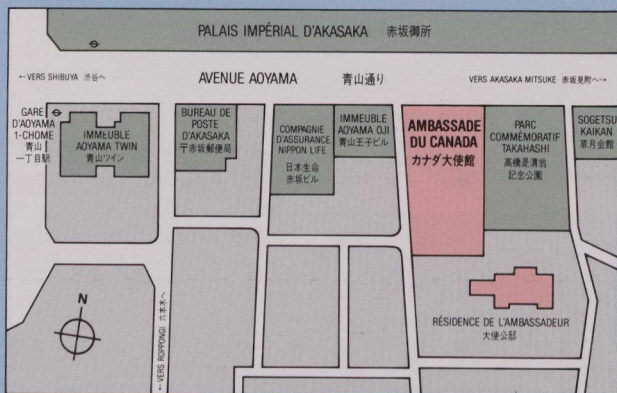 PALAIS IMPÉRIAL D'AKASAKA 赤坂御所
←VERS SHIBUYA 渋谷へ
AVENUE AOYAMA 青山通り
VERS AKASAKA MITSUKE 赤坂見附へ→
GARE
D'AOYAMA
1-CHOME
青山
一丁目駅
IMMEUBLE
AOYAMA TWIN
青山ツイン
BUREAU DE
POSTE
D'AKASAKA
〒赤坂郵便局
COMPAGNIE
D'ASSURANCE
NIPPON LIFE
日本生命
赤坂ビル
IMMEUBLE
AOYAMA OJI
青山王子ビル
AMBASSADE
DU CANADA
カナダ大使館
PARC
COMMÉMORATIF
TAKAHASHI
高橋是清翁
記念公園
SOGETSU
KAIKAN
草月会館
N
←VERS ROPPONGI 六本木へ
RÉSIDENCE DE L'AMBASSADEUR
大使公邸